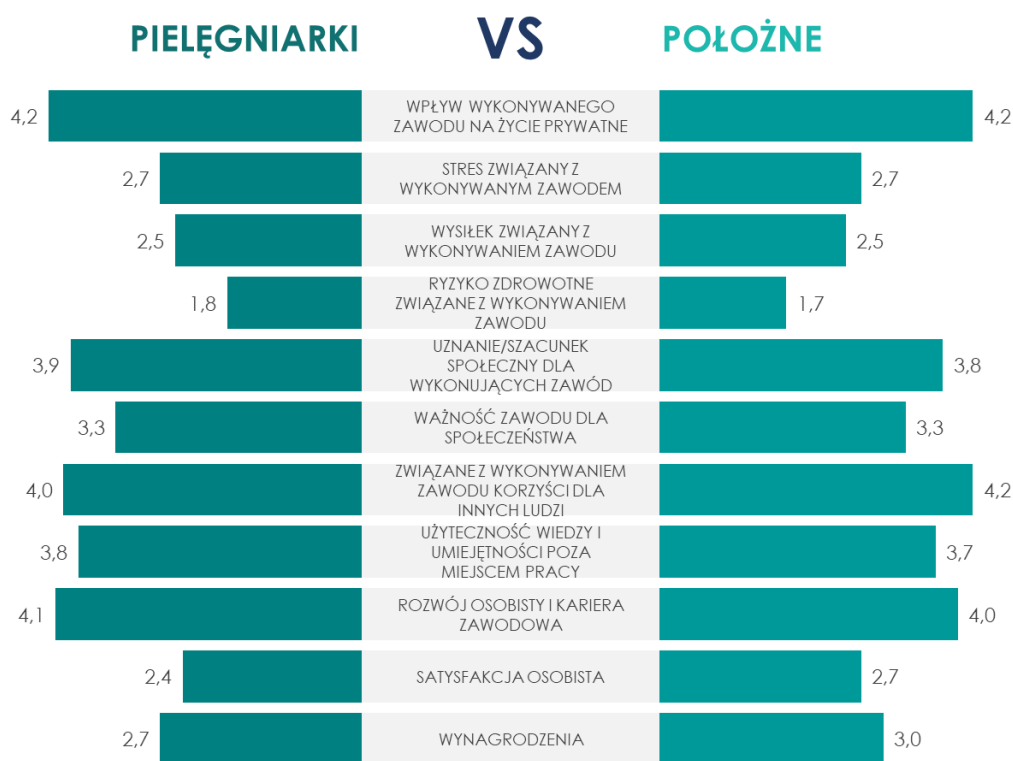 PIELĘGNIARKI VS POŁOŻNE
4,2 WPŁYW WYKONYWANEGO 4,2
ZAWODU NA ŻYCIE PRYWATNE
2,7 STRES ZWIĄZANY Z 2,7
WYKONYWANYM ZAWODEM
2,5 WYSIŁEK ZWIĄZANY Z 2,5
WYKONYWANIEM ZAWODU
1,8 RYZYKO ZDROWOTNE 1,7
ZWIĄZANE Z WYKONYWANIEM
ZAWODU
3,9 UZNANIE/SZACUNEK 3,8
SPOŁECZNY DLA
WYKONUJĄCYCH ZAWÓD
3,3 WAŻNOŚĆ ZAWODU DLA 3,3
SPOŁECZEŃSTWA
4,0 ZWIĄZANE Z WYKONYWANIEM 4,2
ZAWODU KORZYŚCI DLA
INNYCH LUDZI
3,8 UŻYTECZNOŚĆ WIEDZY I 3,7
UMIEJĘTNOŚCI POZA
MIEJSCEM PRACY
4,1 ROZWÓJ OSOBISTY I KARIERA 4,0
ZAWODOWA
2,4 SATYSFAKCJA OSOBISTA 2,7
2,7 WYNAGRODZENIA 3,0